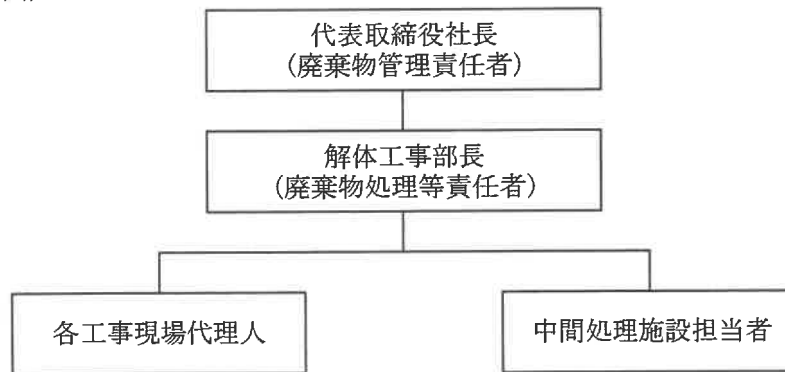 代表取締役社長
(廃棄物管理責任者)
解体工事部長
(廃棄物処理等責任者)
各工事現場代理人
中間処理施設担当者